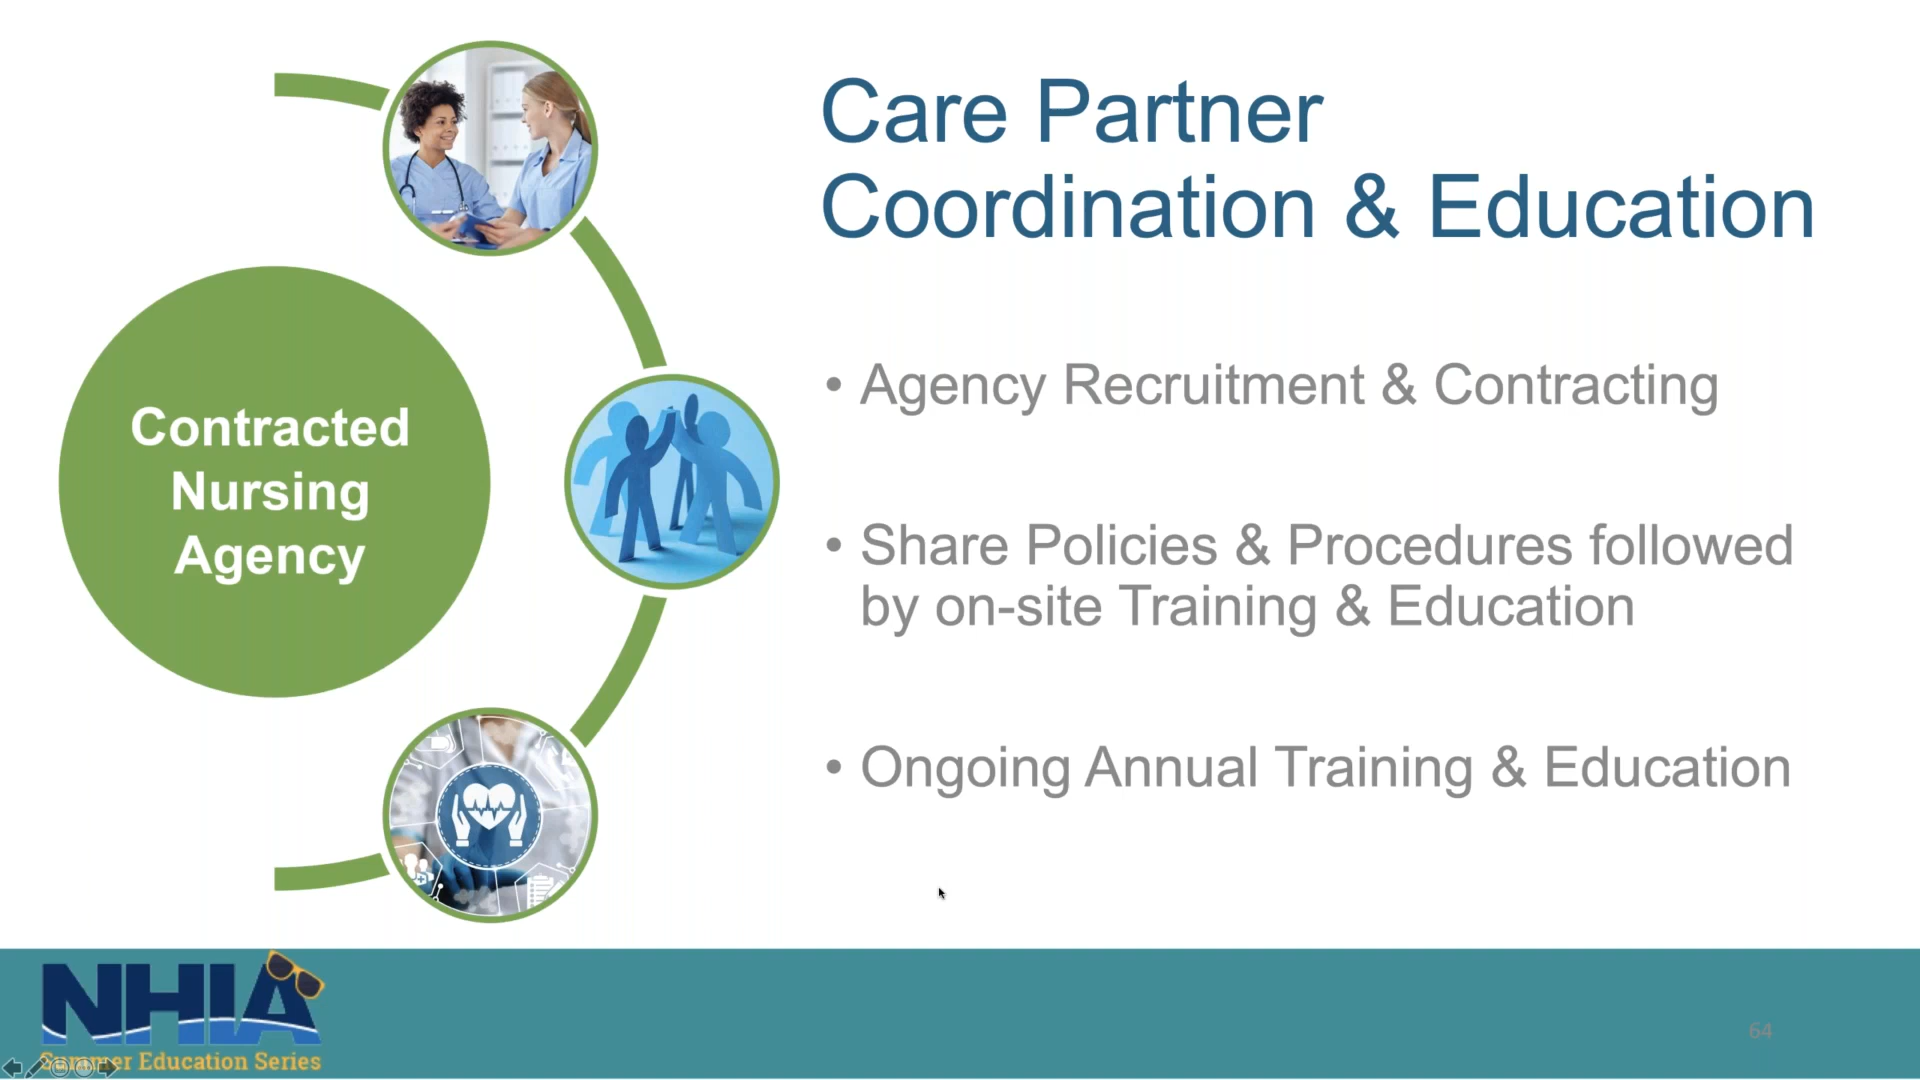 Care Partner
Coordination & Education
Contracted
Nursing
Agency
• Agency Recruitment & Contracting
• Share Policies & Procedures followed
by on-site Training & Education
• Ongoing Annual Training & Education
NHIA
Summer Education Series
64